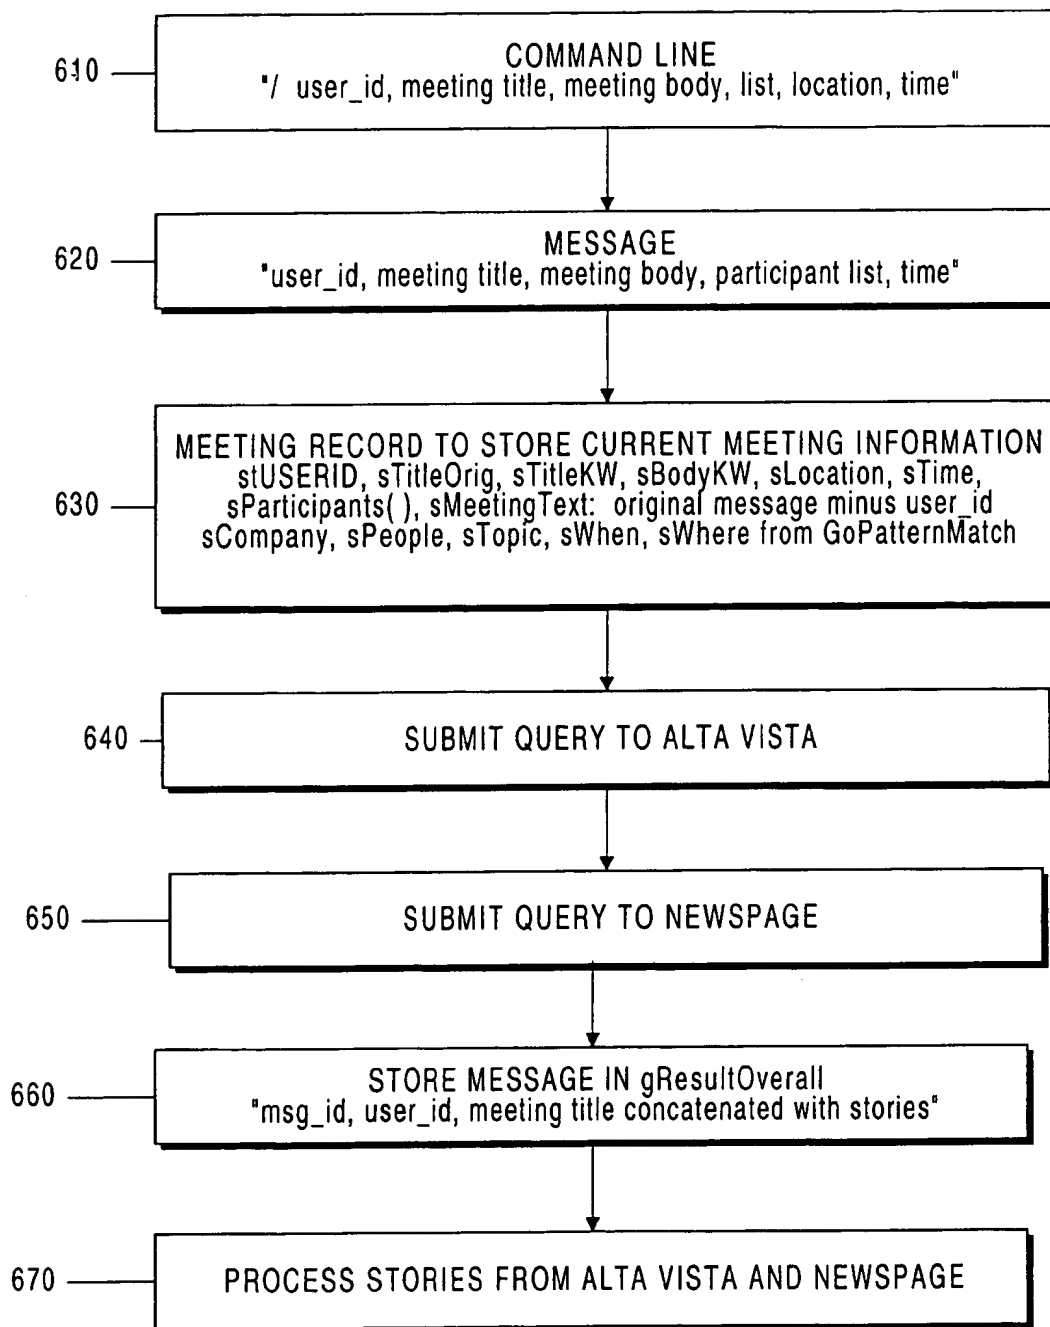 610
COMMAND LINE
"/ user_id, meeting title, meeting body, list, location, time"
620
MESSAGE
"user_id, meeting title, meeting body, participant list, time"
630
MEETING RECORD TO STORE CURRENT MEETING INFORMATION
stUSERID, sTitleOrig, sTitleKW, sBodyKW, sLocation, sTime,
sParticipants( ), sMeetingText: original message minus user_id
sCompany, sPeople, sTopic, sWhen, sWhere from GoPatternMatch
640
SUBMIT QUERY TO ALTA VISTA
650
SUBMIT QUERY TO NEWSPAGE
660
STORE MESSAGE IN gResultOverall
"msg_id, user_id, meeting title concatenated with stories"
670
PROCESS STORIES FROM ALTA VISTA AND NEWSPAGE